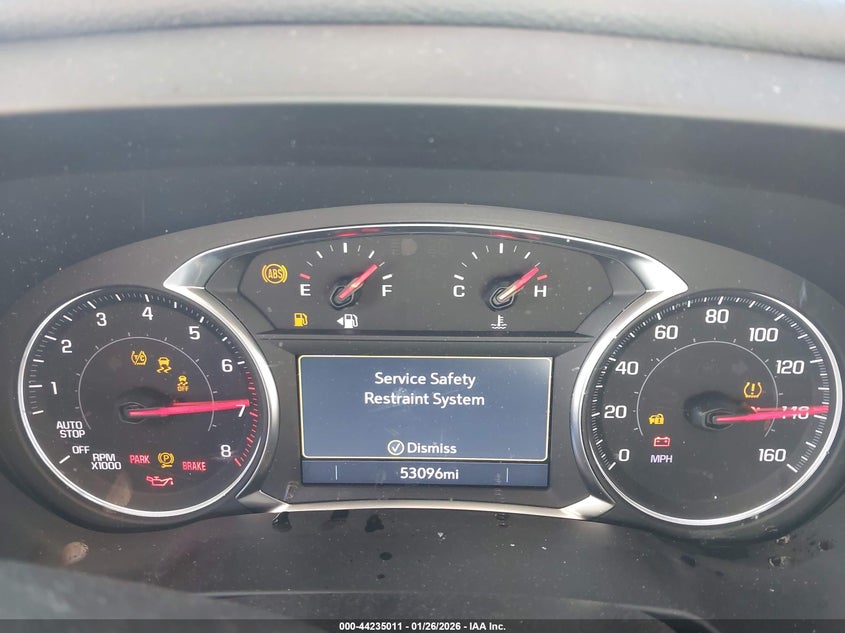 ABS
E F
C H
3 4 5
2 6
1 7
8
AUTO
STOP
OFF
RPM
X1000
PARK
P
BRAKE
OFF
Service Safety
Restraint System
Dismiss
53096mi
0 20 40 60 80 100 120 140 160
MPH
000-44235011 - 01/26/2026 - IAA Inc.